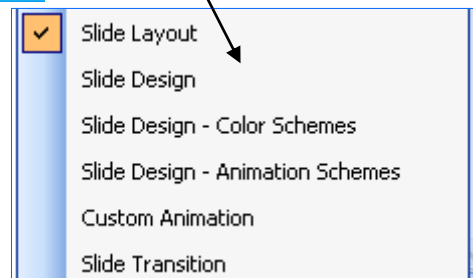 Slide Layout
Slide Design
Slide Design - Color Schemes
Slide Design - Animation Schemes
Custom Animation
Slide Transition